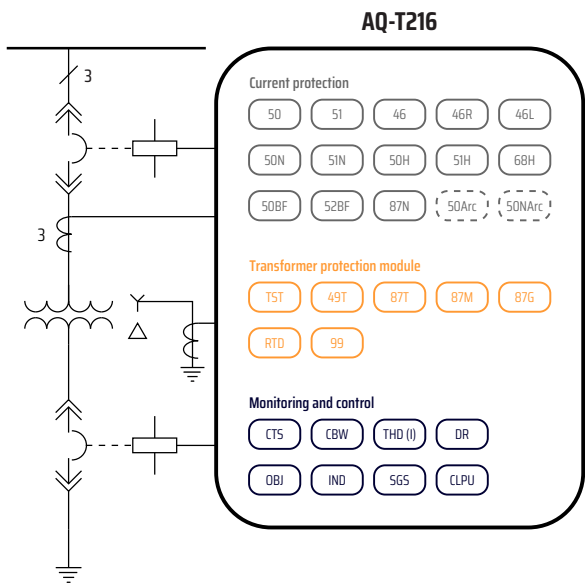 AQ-T216
3
3
Current protection
50 51 46 46R 46L
50N 51N 50H 51H 68H
50BF 52BF 87N 50Arc 50NArc
Transformer protection module
TST 49T 87T 87M 87G
RTD 99
Monitoring and control
CTS CBW THD (I) DR
OBJ IND SGS CLPU